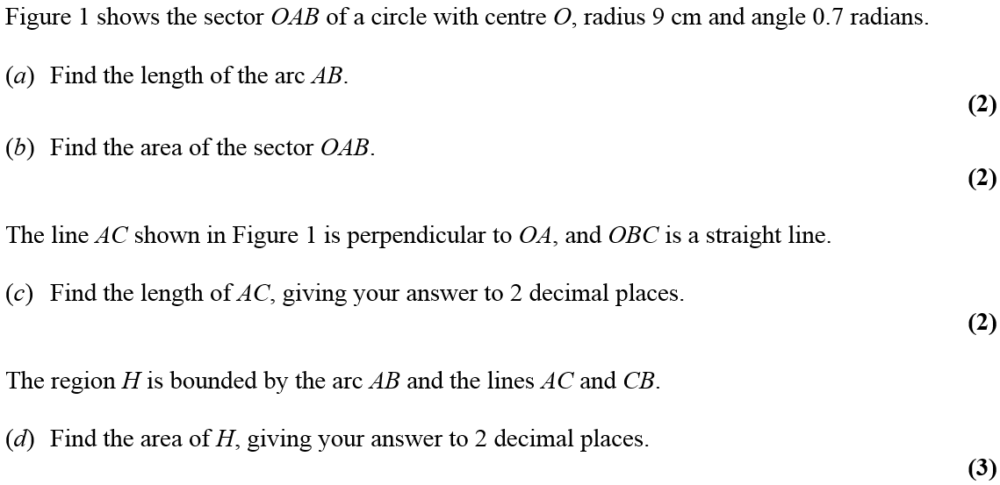 Figure 1 shows the sector OAB of a circle with centre O, radius 9 cm and angle 0.7 radians.
(a) Find the length of the arc AB.
(2)
(b) Find the area of the sector OAB.
(2)
The line AC shown in Figure 1 is perpendicular to OA, and OBC is a straight line.
(c) Find the length of AC, giving your answer to 2 decimal places.
(2)
The region H is bounded by the arc AB and the lines AC and CB.
(d) Find the area of H, giving your answer to 2 decimal places.
(3)